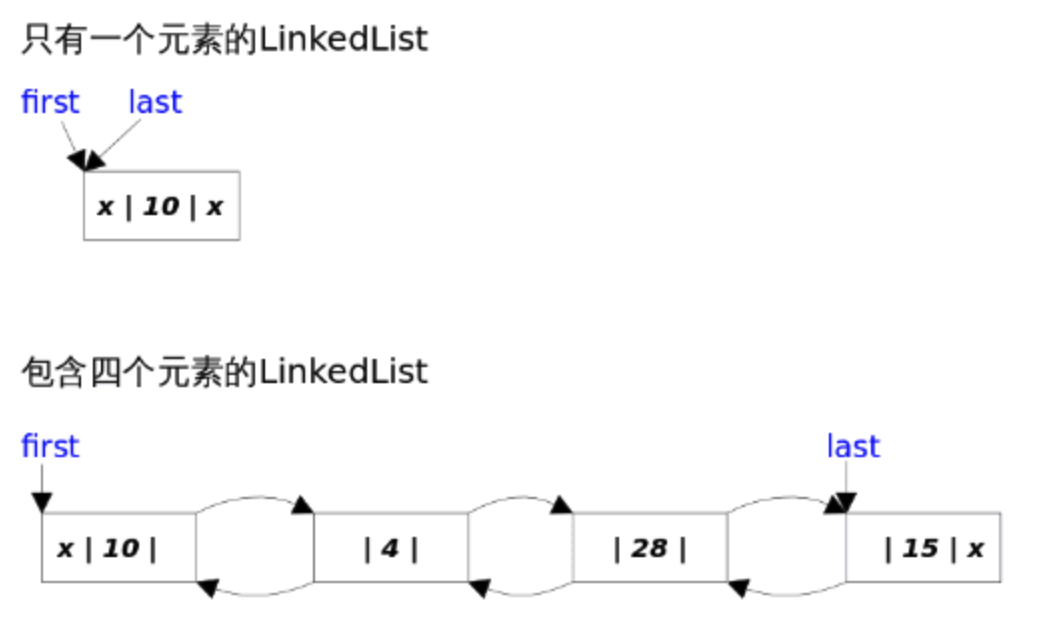 只有一个元素的LinkedList
first last
x | 10 | x
包含四个元素的LinkedList
first last
x | 10 | | 4 | | 28 | | 15 | x